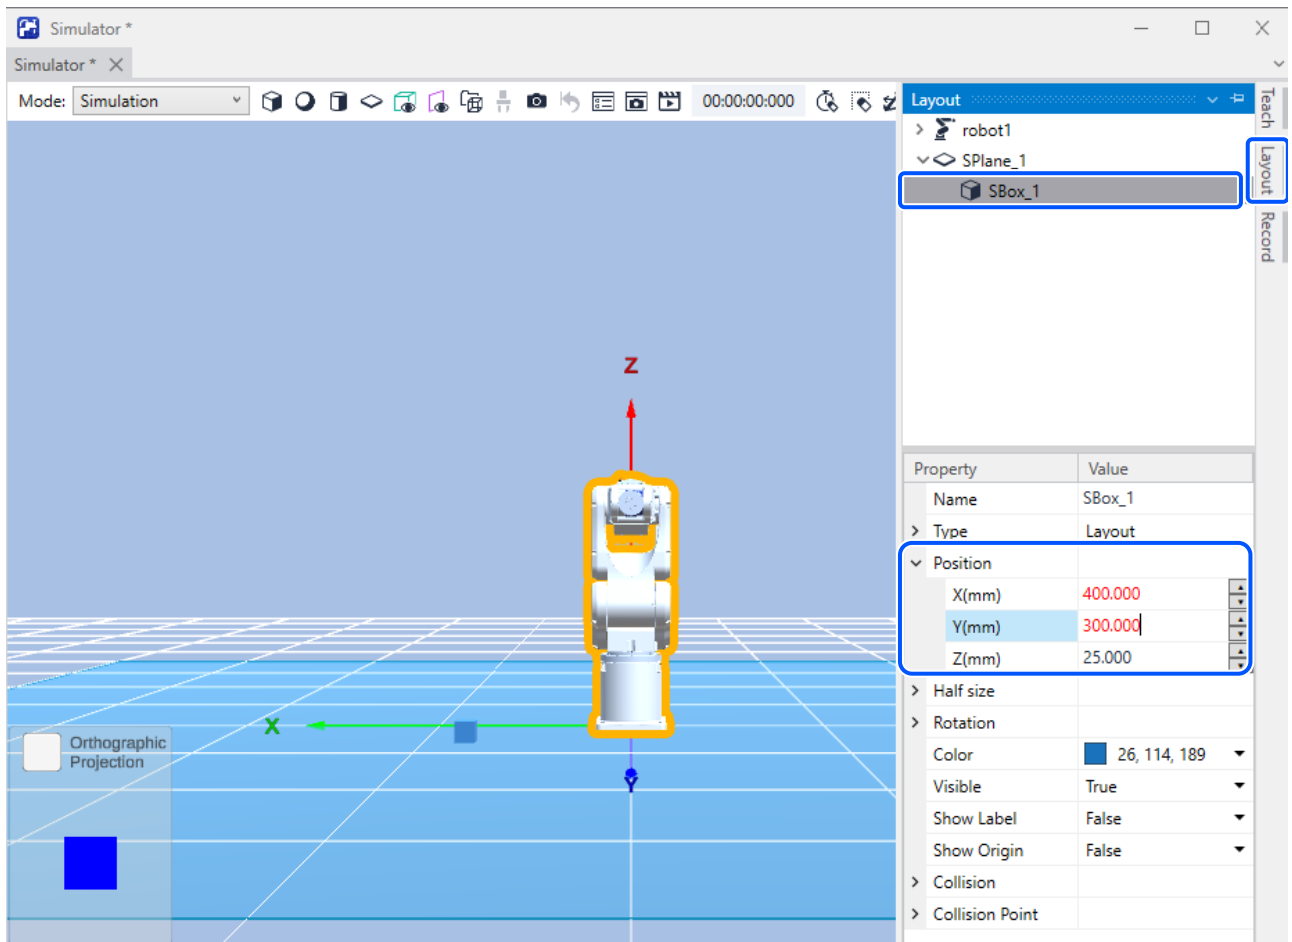 Simulator *
Simulator *
Mode: Simulation 00:00:00:000
Layout
robot1
SPlane_1
SBox_1
Teach
Layout
Record
Z
X
Y
Orthographic
Projection
Property Value
Name SBox_1
Type Layout
Position
X(mm) 400.000
Y(mm) 300.000
Z(mm) 25.000
Half size
Rotation
Color 26, 114, 189
Visible True
Show Label False
Show Origin False
Collision
Collision Point